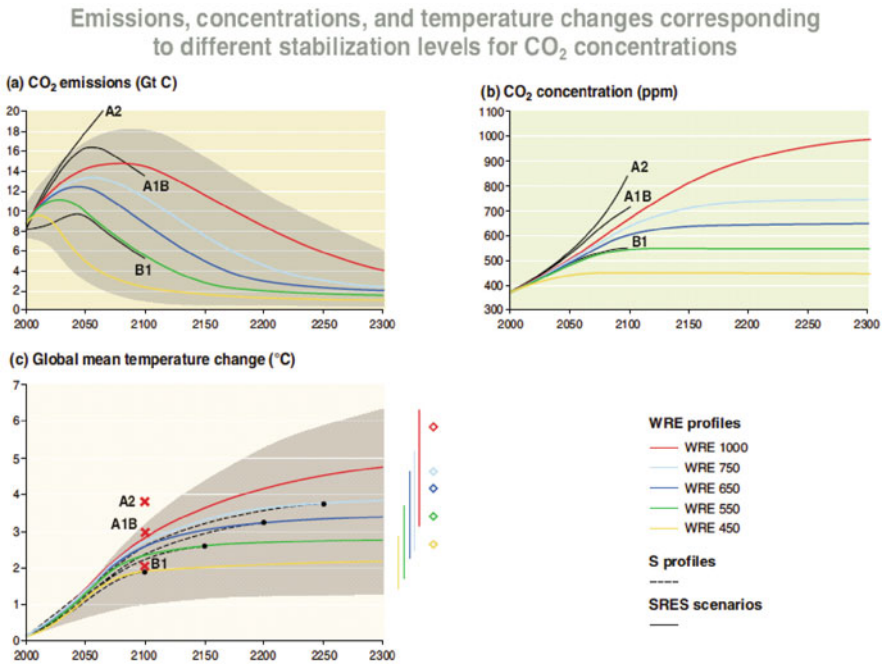 Emissions, concentrations, and temperature changes corresponding
to different stabilization levels for CO₂ concentrations
(a) CO₂ emissions (Gt C)
20
18
16
14
12
10
8
6
4
2
0
A2
A1B
B1
2000 2050 2100 2150 2200 2250 2300
(b) CO₂ concentration (ppm)
1100
1000
900
800
700
600
500
400
300
A2
A1B
B1
2000 2050 2100 2150 2200 2250 2300
(c) Global mean temperature change (°C)
7
6
5
4
3
2
1
0
A2
A1B
B1
2000 2050 2100 2150 2200 2250 2300
WRE profiles
WRE 1000
WRE 750
WRE 650
WRE 550
WRE 450
S profiles
SRES scenarios